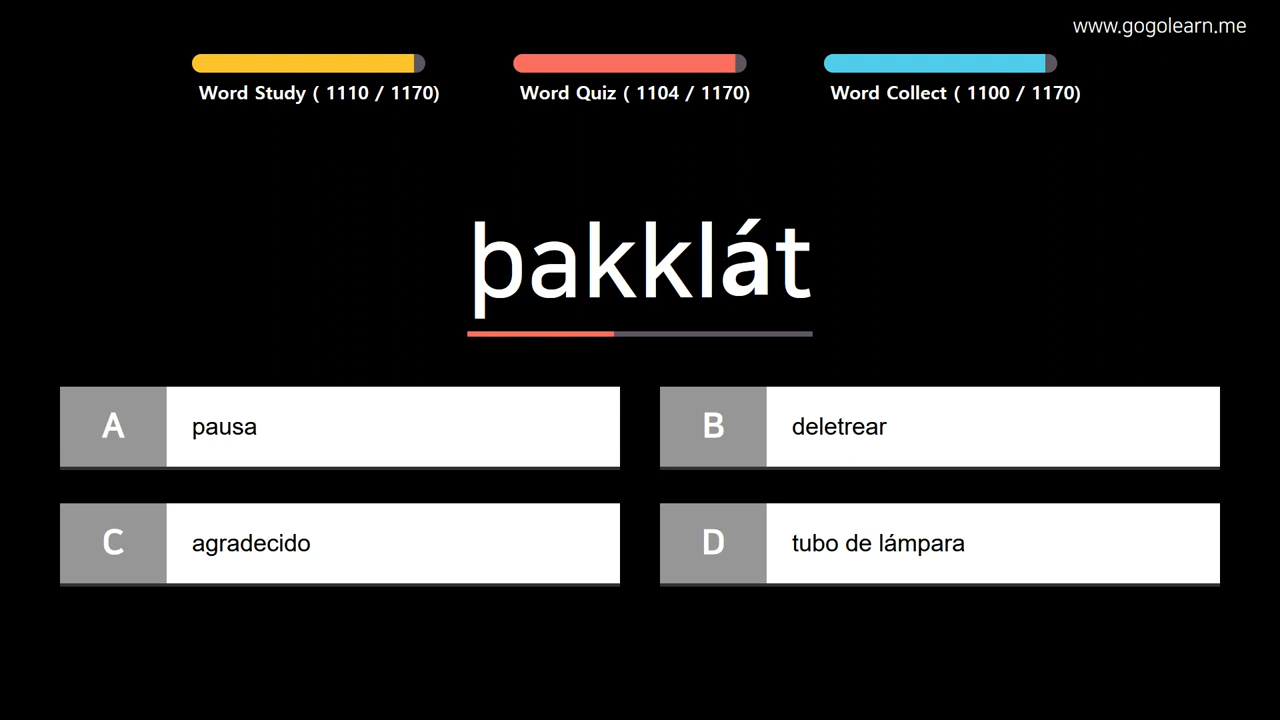 www.gogolearn.me
Word Study ( 1110 / 1170)
Word Quiz ( 1104 / 1170)
Word Collect ( 1100 / 1170)
þakklát
A pausa
B deletrear
C agradecido
D tubo de lámpara